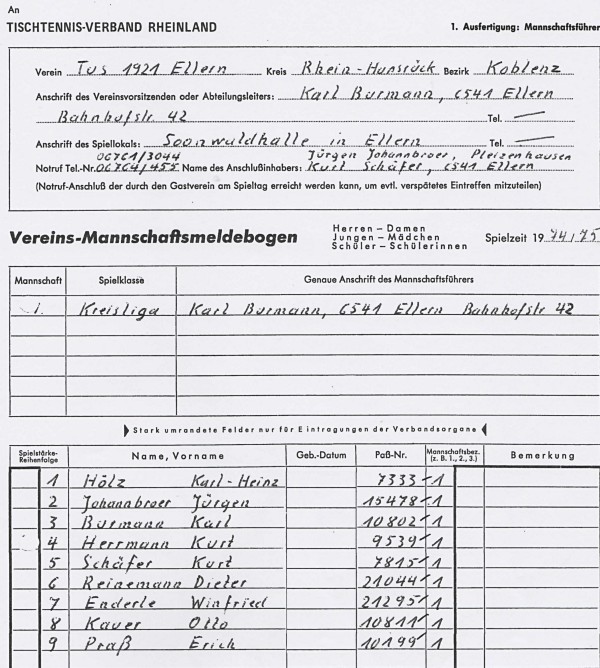 An
TISCHTENNIS-VERBAND RHEINLAND
1. Ausfertigung: Mannschaftsführer
Verein Tus 1921 Ellern Kreis Rhein-Hunsrück Bezirk Koblenz
Anschrift des Vereinsvorsitzenden oder Abteilungsleiters: Karl Burmann, 6541 Ellern
Bahnhofstr. 42 Tel. —
Anschrift des Spiellokals: Soonwaldhalle in Ellern Tel. —
06761/3044 Jürgen Johannbroer, Pleizenhausen
Notruf Tel.-Nr. 06764/455 Name des Anschlußinhabers: Kurt Schäfer, 6541 Ellern
(Notruf-Anschluß der durch den Gastverein am Spieltag erreicht werden kann, um evtl. verspätetes Eintreffen mitzuteilen)
Vereins-Mannschaftsmeldebogen
Herren – Damen
Jungen – Mädchen
Schüler – Schülerinnen
Spielzeit 19 74/75
Mannschaft Spielklasse Genaue Anschrift des Mannschaftsführers
1. Kreisliga Karl Burmann, 6541 Ellern Bahnhofstr 42
Stark umrandete Felder nur für Eintragungen der Verbandsorgane
Spielstärke-Reihenfolge Name, Vorname Geb.-Datum Paß-Nr. Mannschaftsbez. (z. B. 1., 2., 3.) Bemerkung
1 Hölz Karl-Heinz 7333 1
2 Johannbroer Jürgen 15478 1
3 Burmann Karl 10802 1
4 Herrmann Kurt 9539 1
5 Schäfer Kurt 7815 1
6 Reinemann Dieter 21044 1
7 Enderle Winfried 21295 1
8 Kauer Otto 10811 1
9 Praß Erich 10199 1